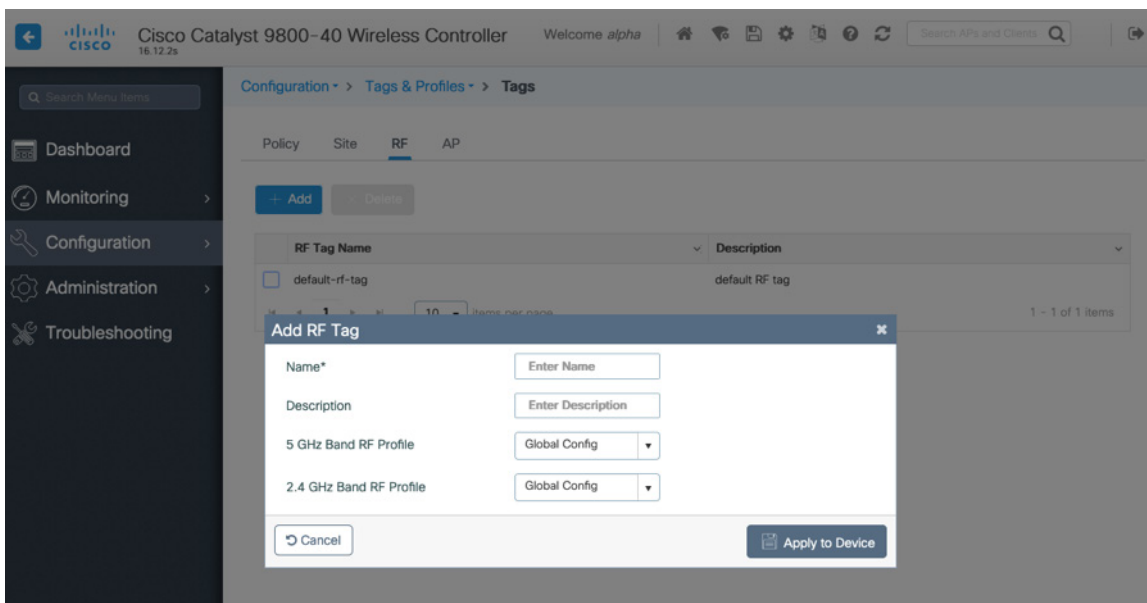 CISCO
Cisco Catalyst 9800-40 Wireless Controller
16.12.2s
Welcome alpha
Search APs and Clients
Search Menu Items
Configuration > Tags & Profiles > Tags
Dashboard
Monitoring >
Configuration >
Administration >
Troubleshooting
Policy Site RF AP
+ Add × Delete
RF Tag Name Description
default-rf-tag default RF tag
1 10 items per page 1 - 1 of 1 items
Add RF Tag
Name* Enter Name
Description Enter Description
5 GHz Band RF Profile Global Config
2.4 GHz Band RF Profile Global Config
Cancel Apply to Device